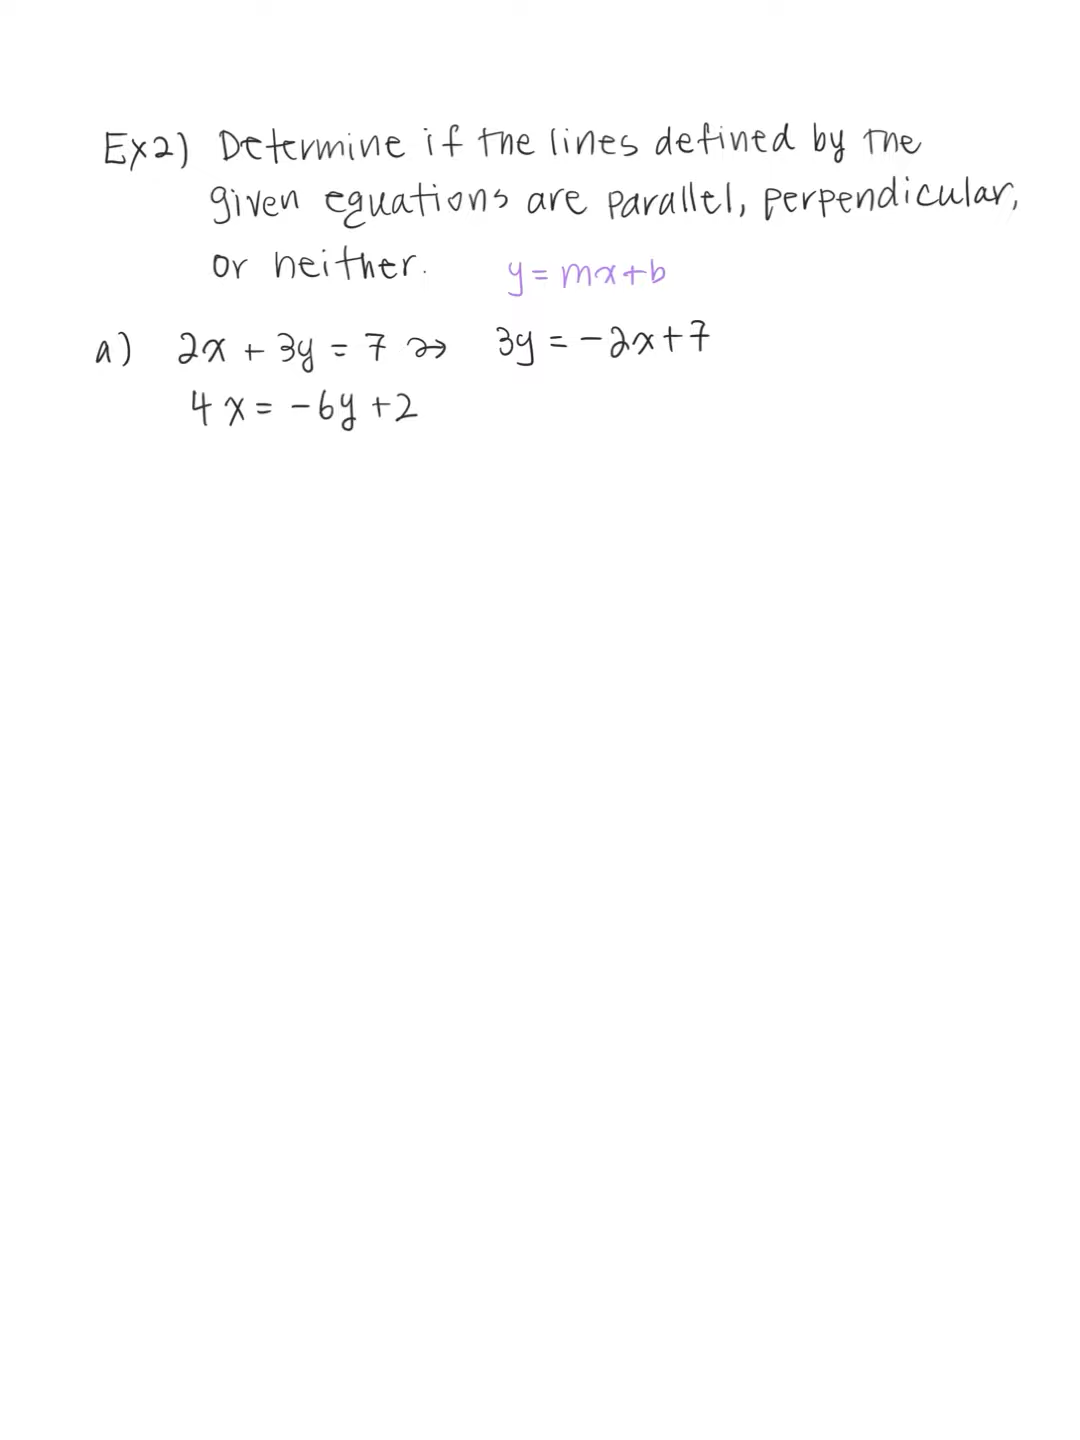 Ex2) Determine if the lines defined by the
given equations are parallel, perpendicular,
or neither. y = mx+b
a) 2x + 3y = 7 → 3y = -2x+7
4x = -6y +2